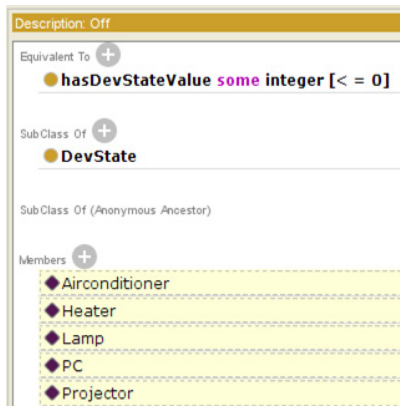 Description: Off
Equivalent To
hasDevStateValue some integer [< = 0]
SubClass Of
DevState
SubClass Of (Anonymous Ancestor)
Members
Airconditioner
Heater
Lamp
PC
Projector